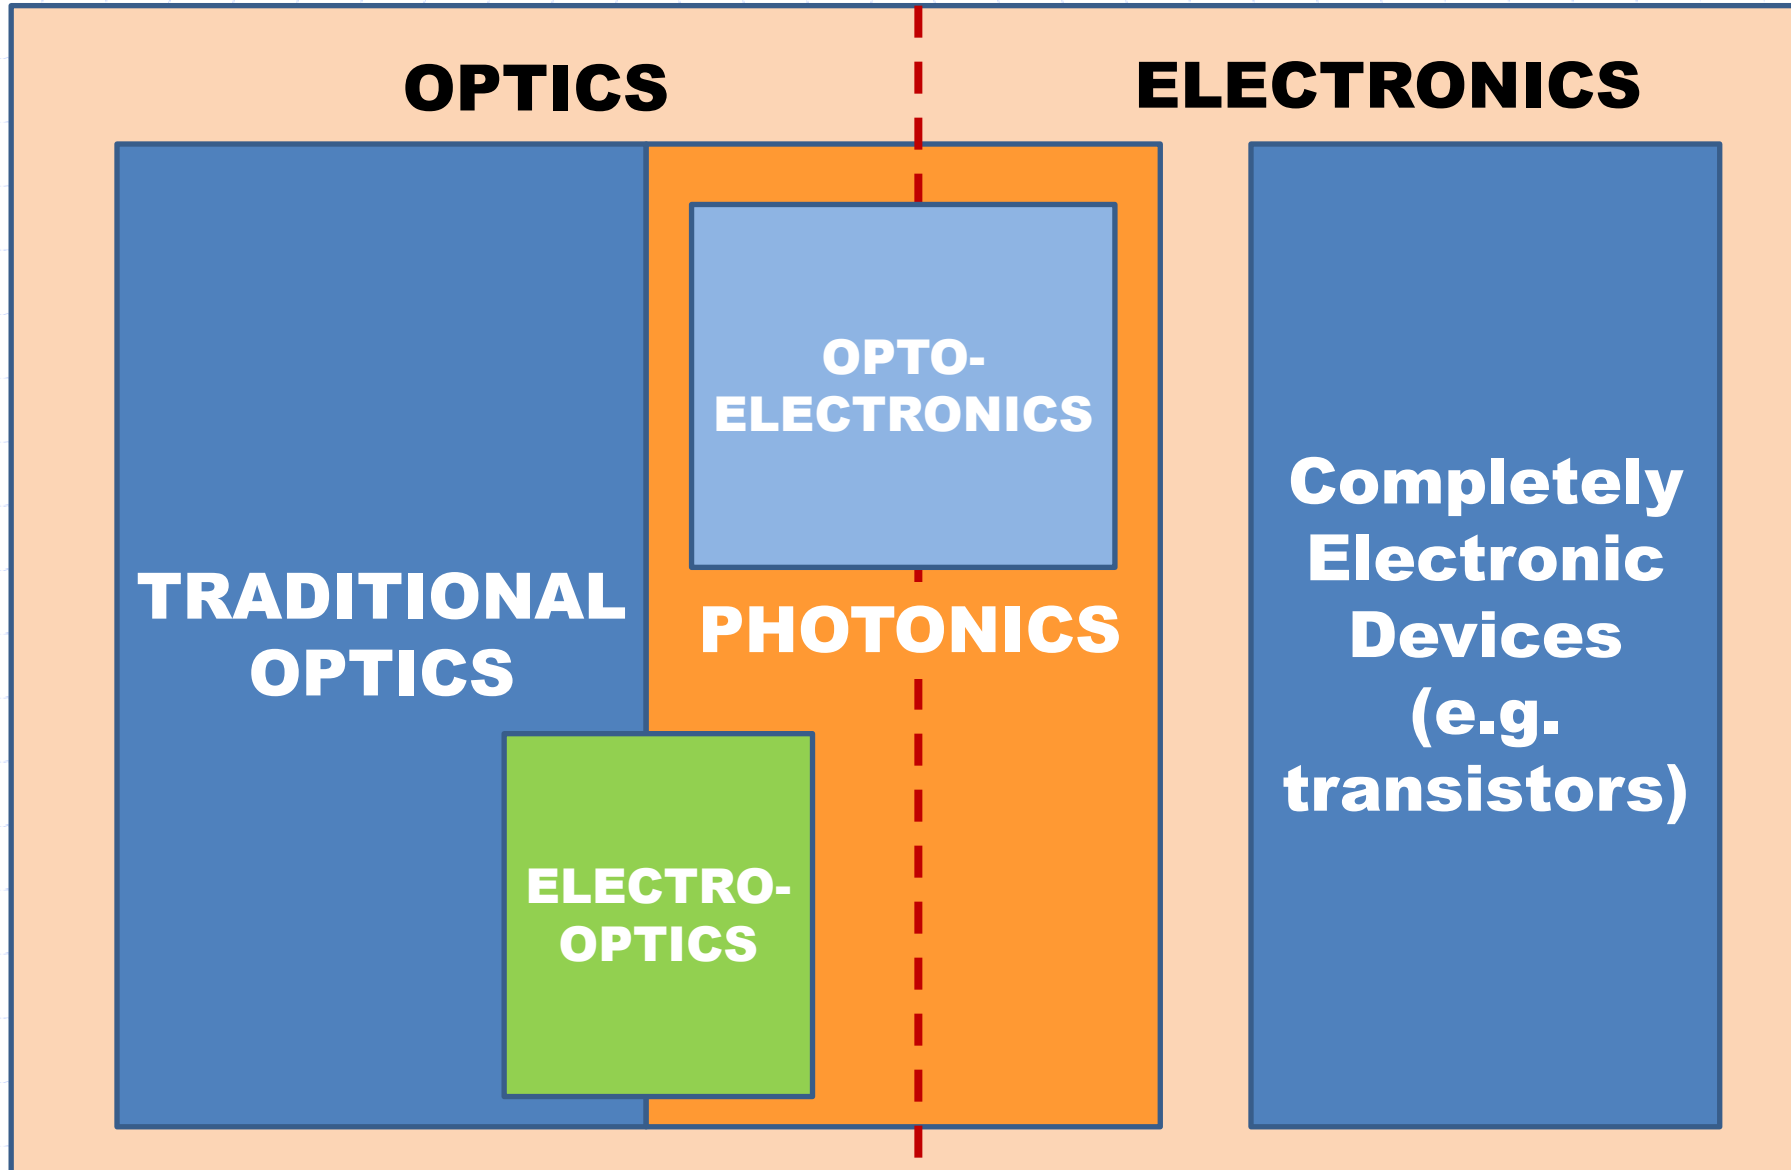 OPTICS
ELECTRONICS
TRADITIONAL
OPTICS
OPTO-
ELECTRONICS
PHOTONICS
ELECTRO-
OPTICS
Completely
Electronic
Devices
(e.g.
transistors)